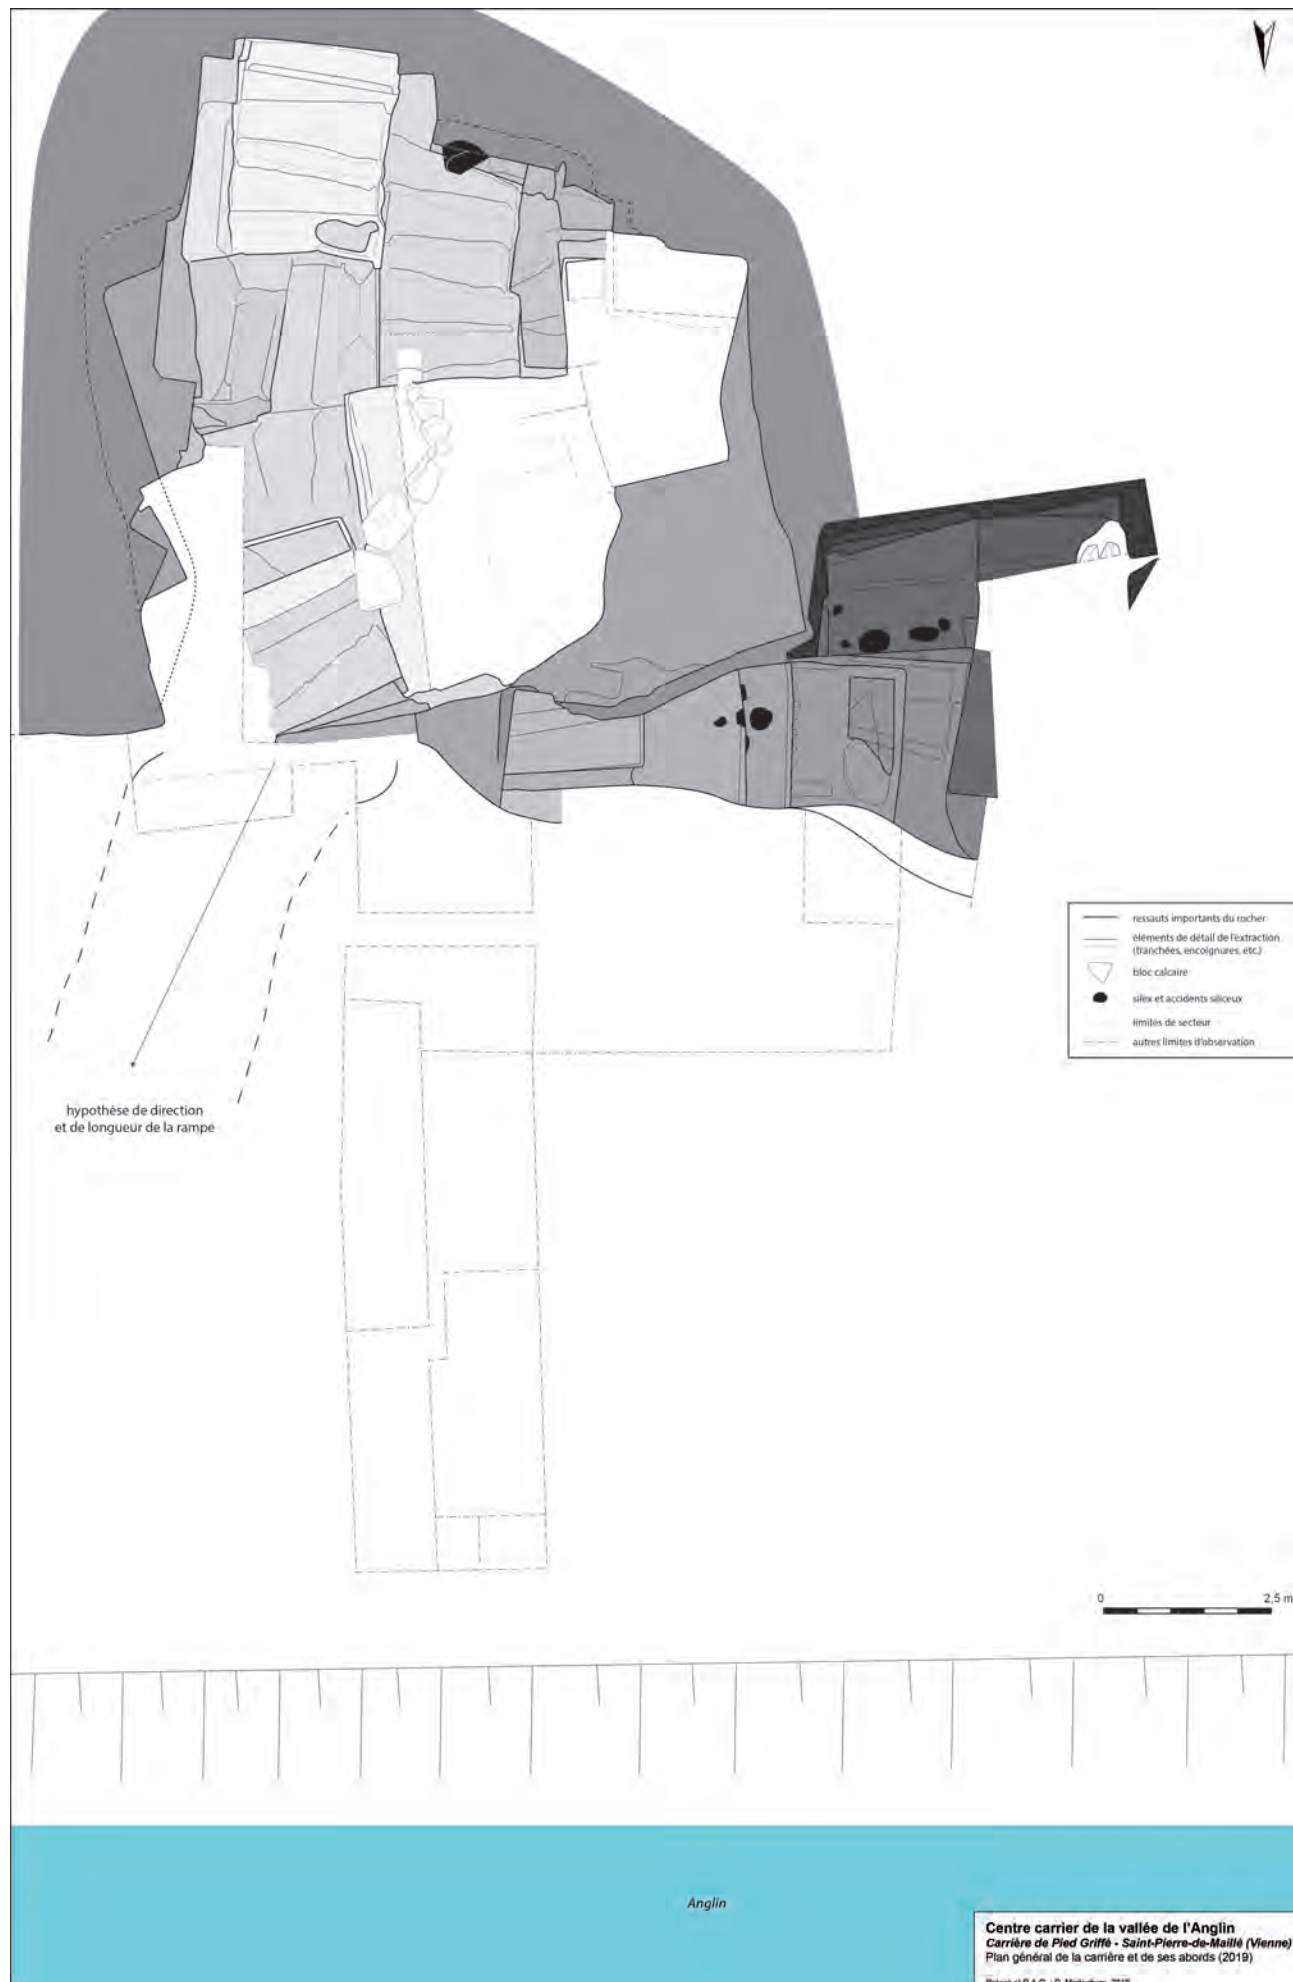 ressauts importants du rocher
éléments de détail de l'extraction
(tranchées, encoignures, etc.)
bloc calcaire
silex et accidents siliceux
limites de secteur
autres limites d'observation
hypothèse de direction
et de longueur de la rampe
0 2,5 m
Anglin
Centre carrier de la vallée de l'Anglin
Carrière de Pied Griffé - Saint-Pierre-de-Maillé (Vienne)
Plan général de la carrière et de ses abords (2019)